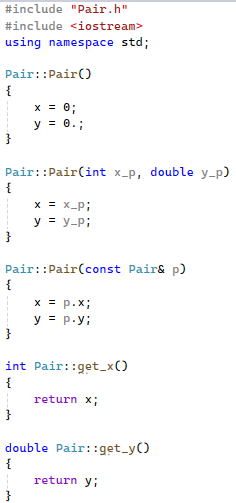 #include "Pair.h"
#include <iostream>
using namespace std;

Pair::Pair()
{
    x = 0;
    y = 0.;
}

Pair::Pair(int x_p, double y_p)
{
    x = x_p;
    y = y_p;
}

Pair::Pair(const Pair& p)
{
    x = p.x;
    y = p.y;
}

int Pair::get_x()
{
    return x;
}

double Pair::get_y()
{
    return y;
}